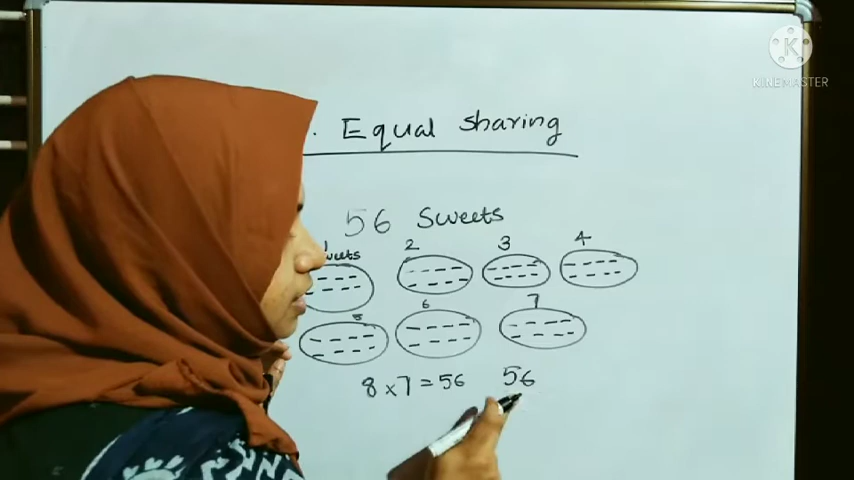 . Equal sharing
56 Sweets
2 3 4
6 7
8 x 7 = 56 56
K
KINEMASTER